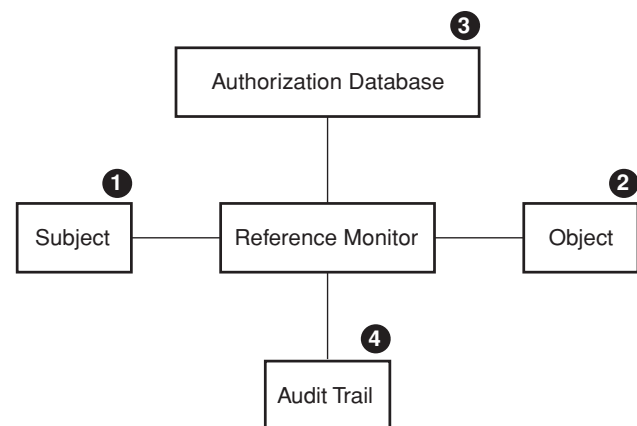 3
Authorization Database
1
2
Subject
Reference Monitor
Object
4
Audit Trail